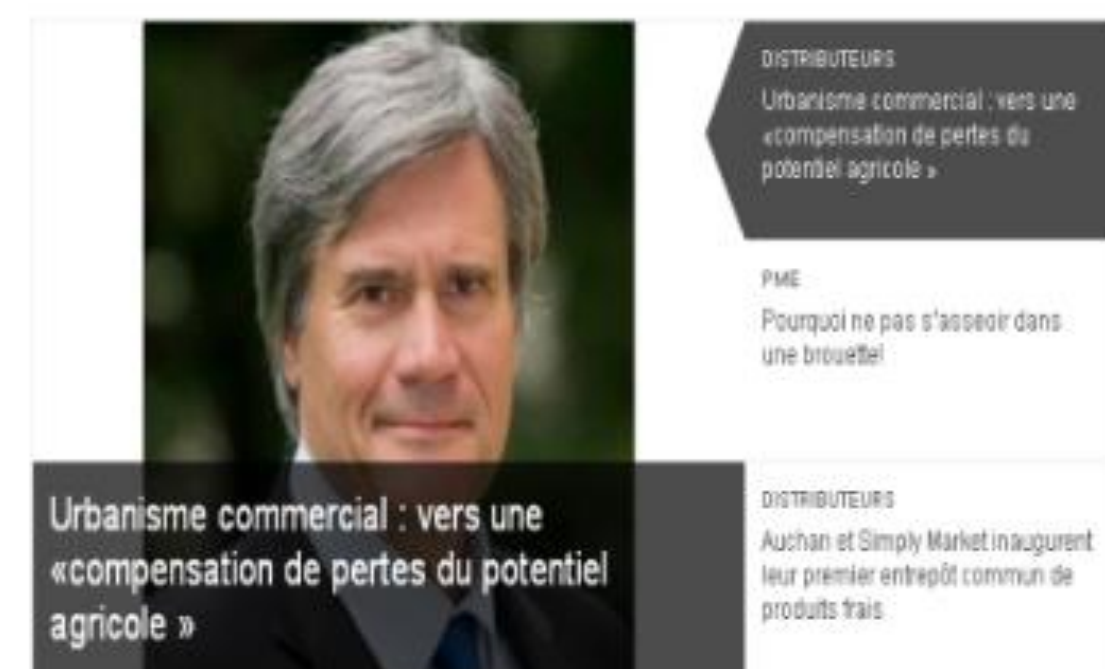 Urbanisme commercial : vers une
«compensation de pertes du potentiel
agricole »
DISTRIBUTEURS
Urbanisme commercial : vers une
«compensation de pertes du
potentiel agricole »
PME
Pourquoi ne pas s'asseoir dans
une brouette!
DISTRIBUTEURS
Auchan et Simply Market inaugurent
leur premier entrepôt commun de
produits frais